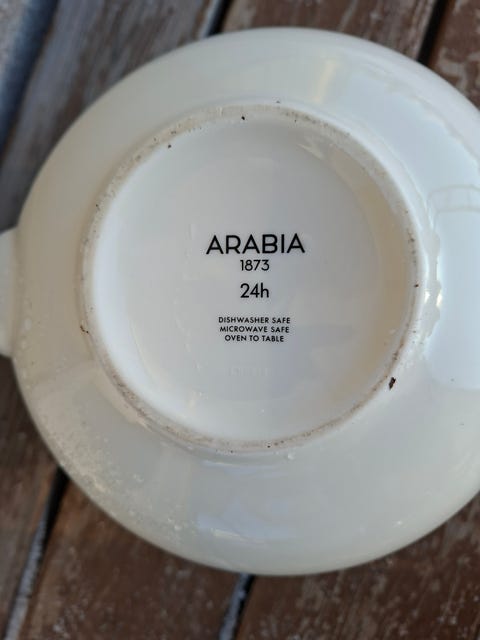 ARABIA
1873
24h
DISHWASHER SAFE
MICROWAVE SAFE
OVEN TO TABLE